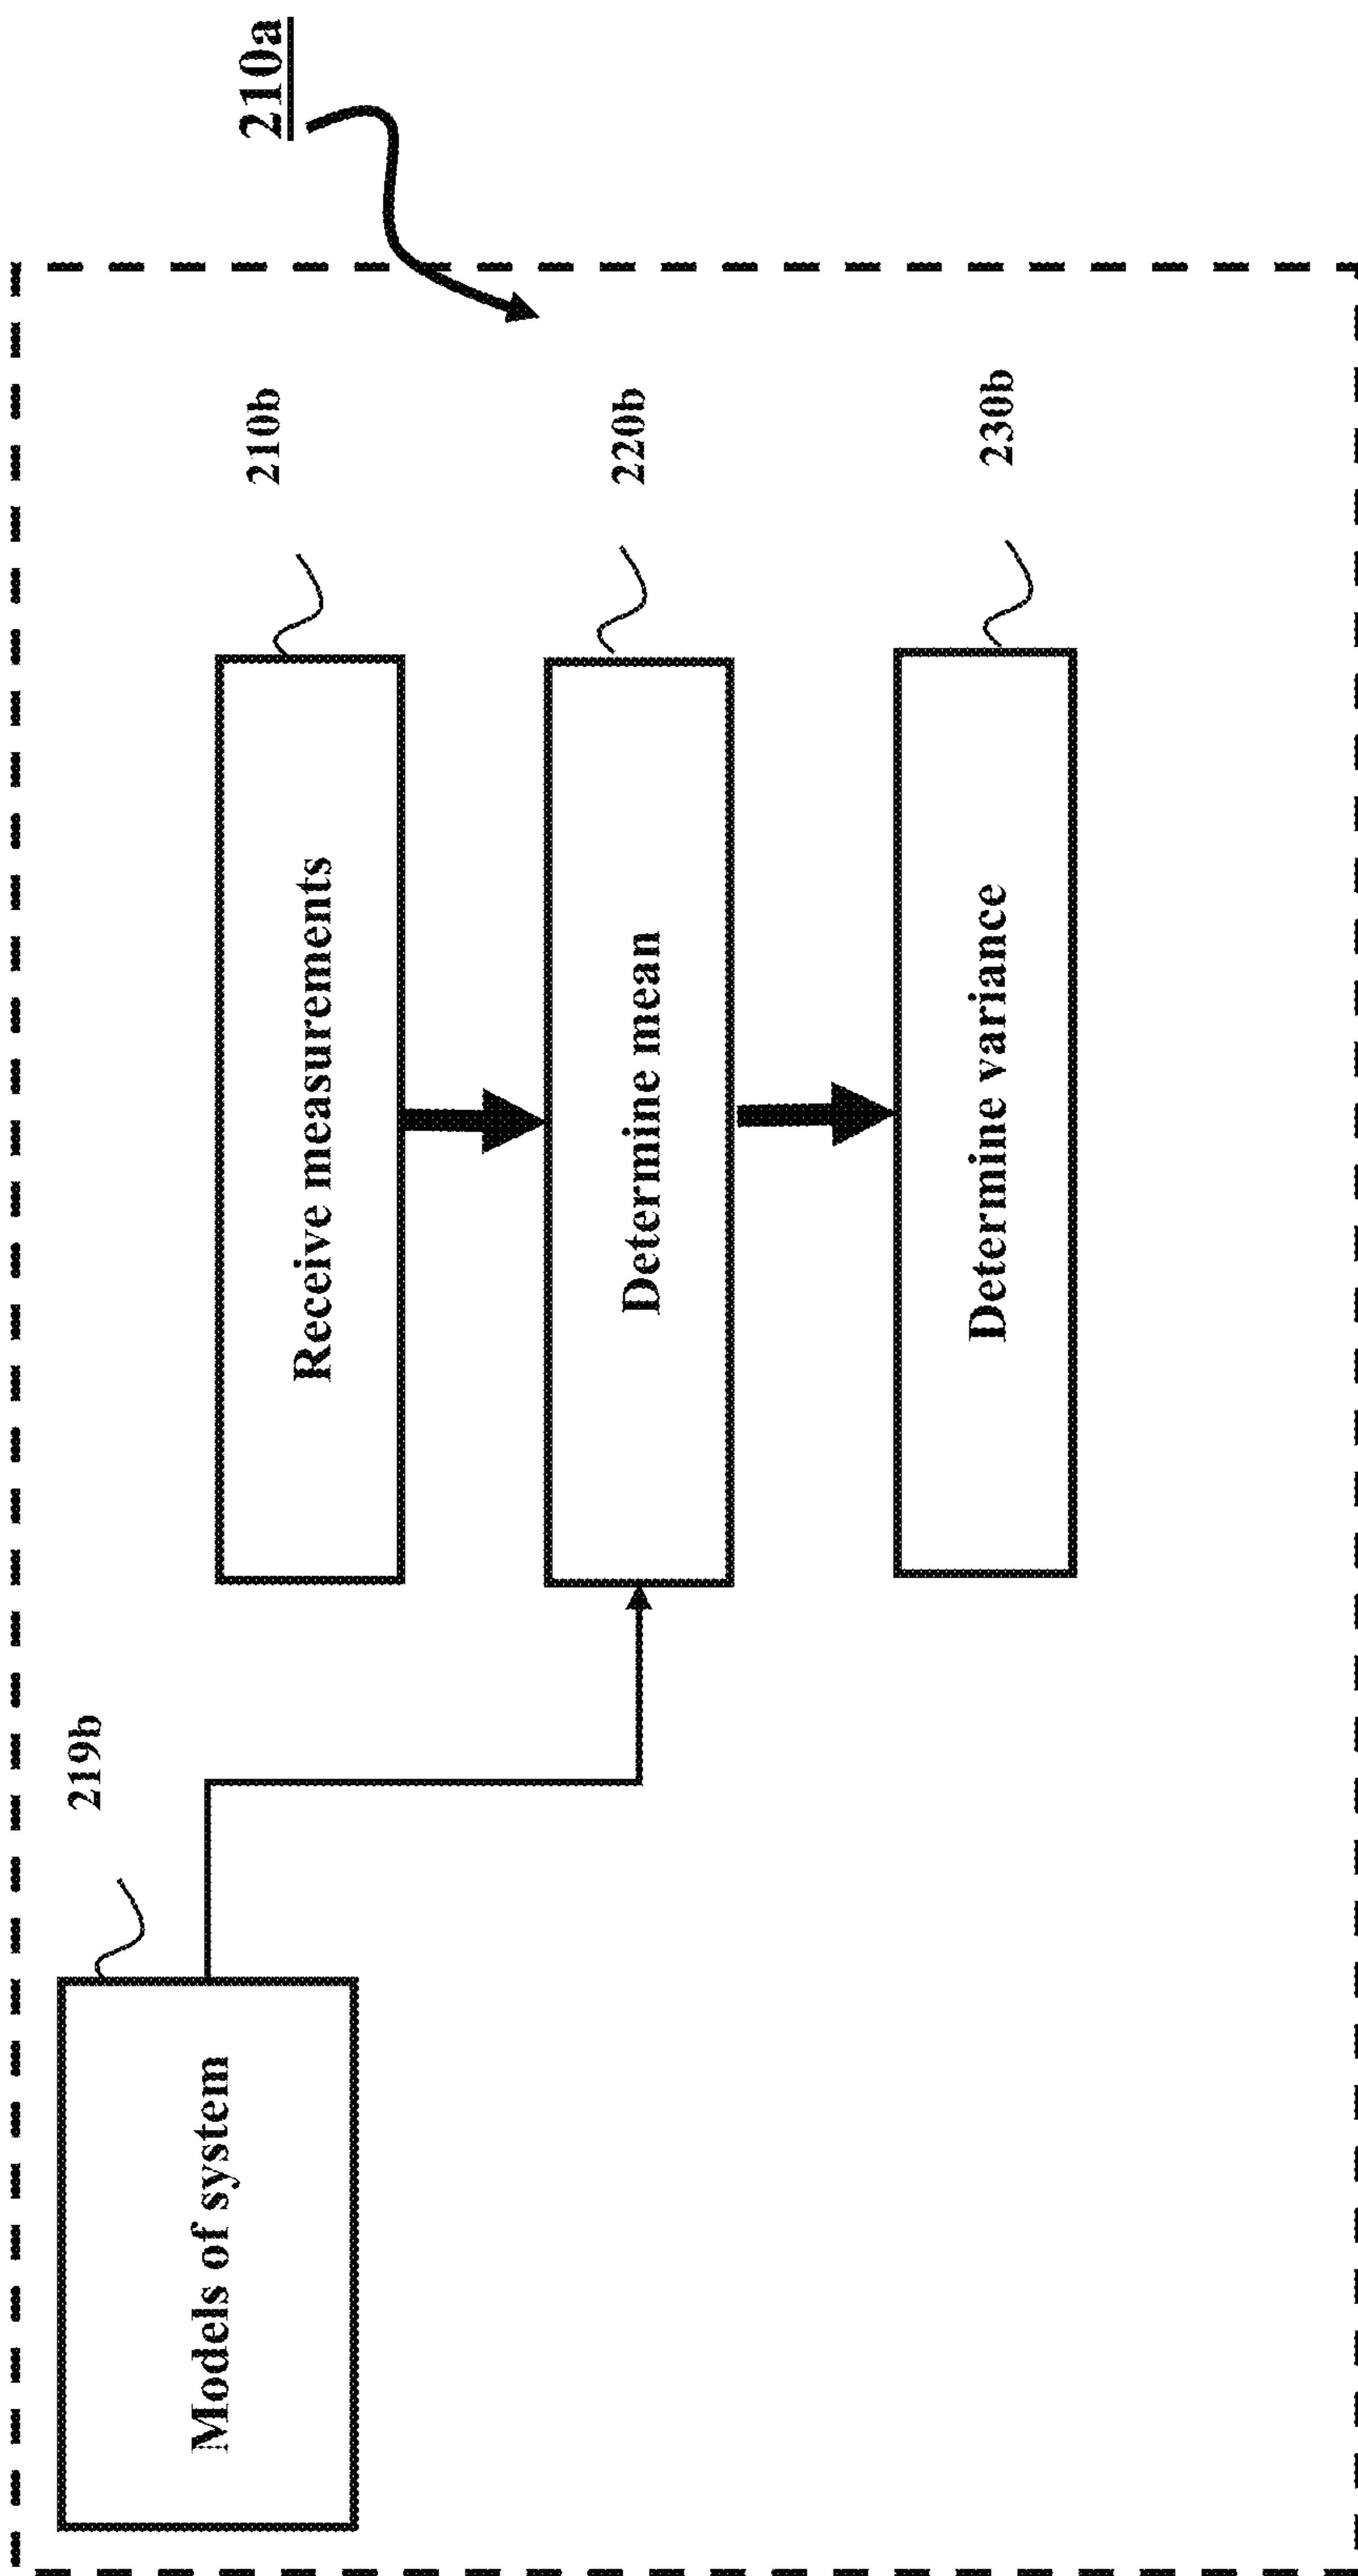 210a
219b
Models of system
210b
Receive measurements
220b
Determine mean
230b
Determine variance